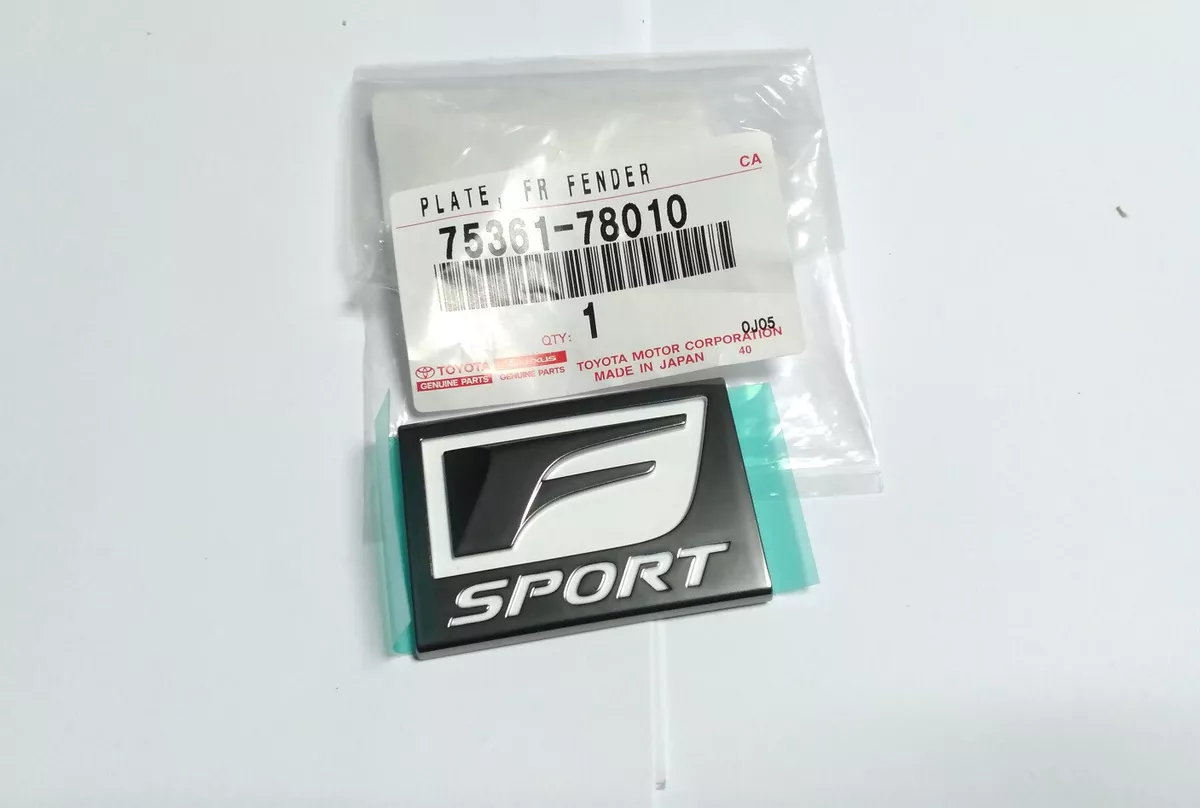 CA
PLATE, FR FENDER
75361-78010
QTY: 1
0J05
TOYOTA LEXUS TOYOTA MOTOR CORPORATION
GENUINE PARTS GENUINE PARTS MADE IN JAPAN 40
F
SPORT